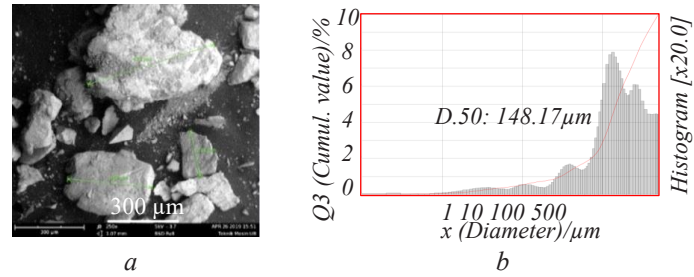 300 µm
a
10
8
6
4
2
0
Q3 (Cumul. value)/%
D.50: 148.17µm
Histogram [x20.0]
1 10 100 500
x (Diameter)/µm
b